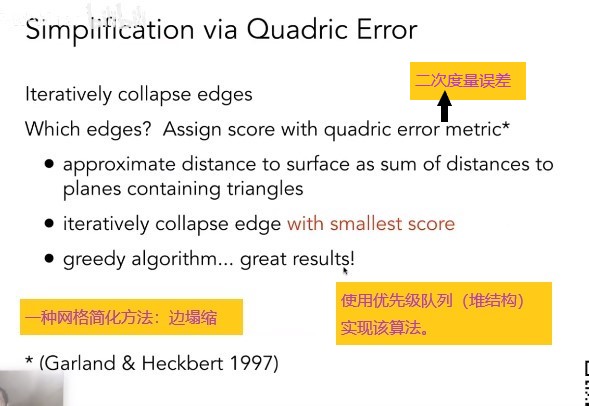 Simplification via Quadric Error
二次度量误差
Iteratively collapse edges
Which edges? Assign score with quadric error metric*
● approximate distance to surface as sum of distances to
planes containing triangles
● iteratively collapse edge with smallest score
● greedy algorithm... great results!
一种网格简化方法：边塌缩
使用优先级队列（堆结构）
实现该算法。
* (Garland & Heckbert 1997)